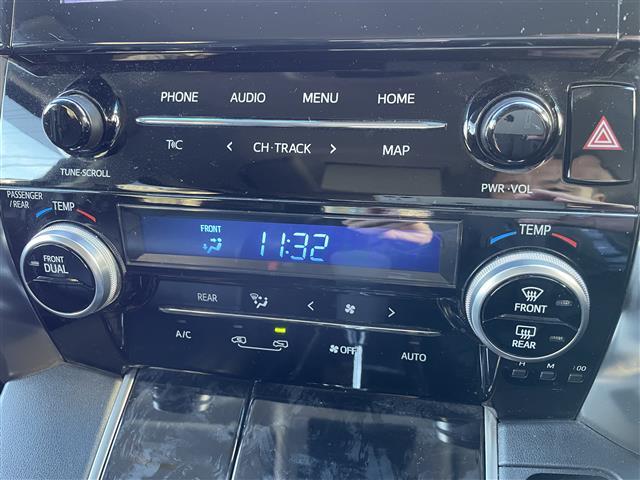 PHONE AUDIO MENU HOME
T C CH·TRACK MAP
TUNE·SCROLL
PWR·VOL
PASSENGER
/REAR
TEMP
TEMP
FRONT
11:32
FRONT
DUAL
FRONT
REAR
REAR
A/C OFF AUTO
H M :00